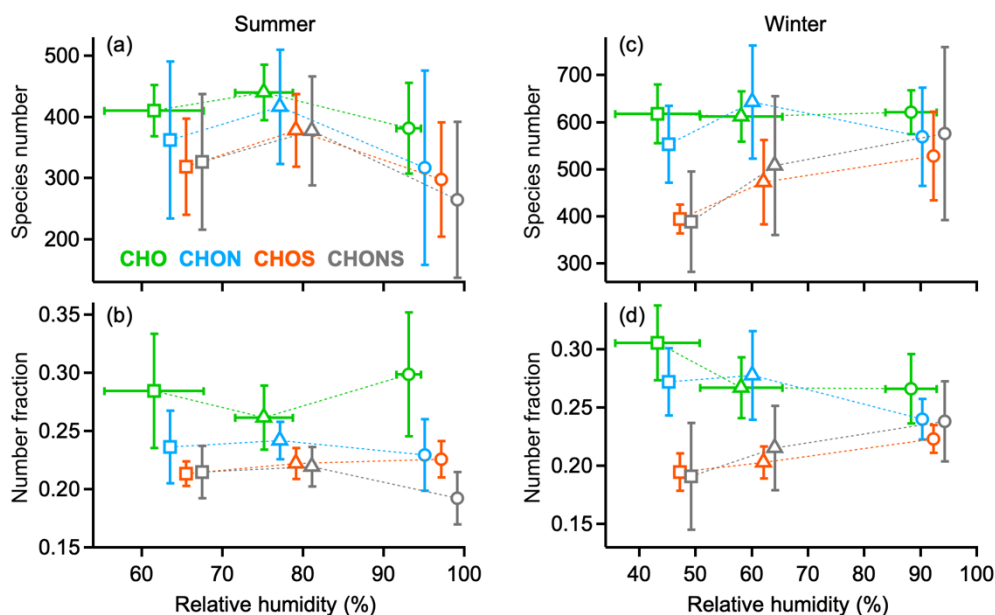 Summer
Winter
(a)
(c)
Species number
500
400
300
200
CHO CHON CHOS CHONS
Species number
700
600
500
400
300
(b)
(d)
Number fraction
0.35
0.30
0.25
0.20
0.15
60 70 80 90 100
Relative humidity (%)
Number fraction
0.30
0.25
0.20
0.15
40 50 60 70 80 90 100
Relative humidity (%)